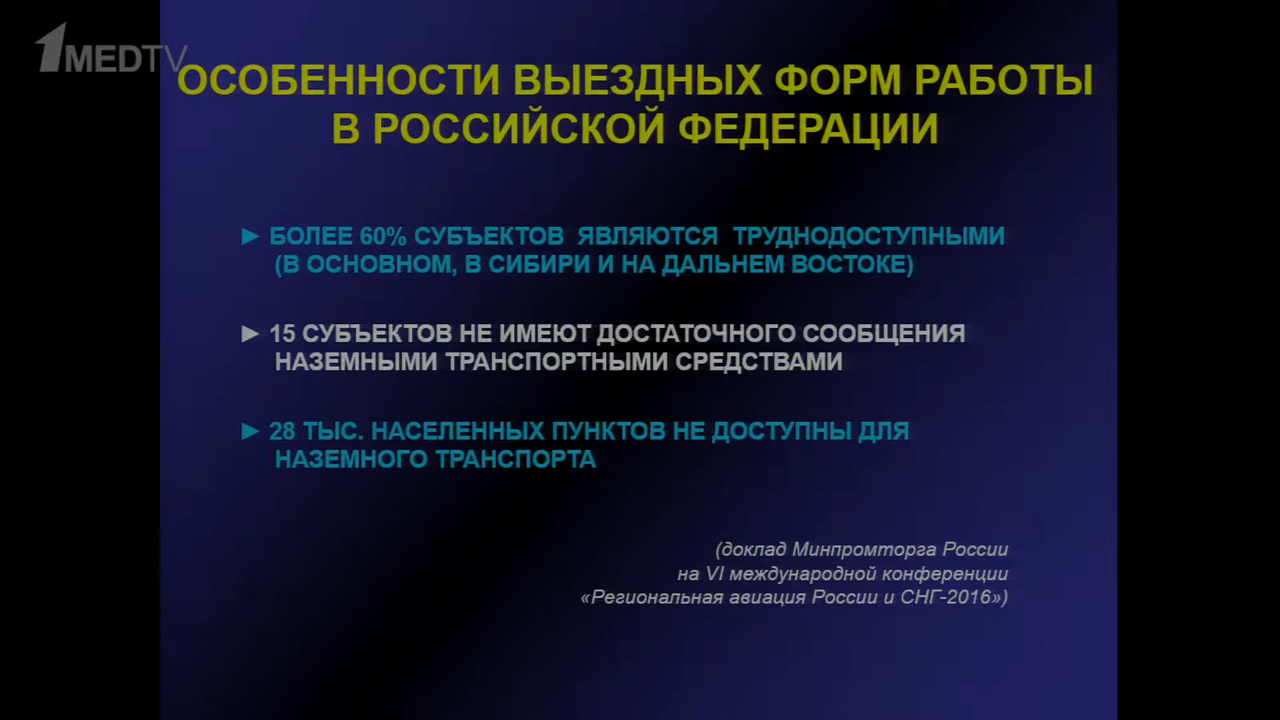 1MEDTV
ОСОБЕННОСТИ ВЫЕЗДНЫХ ФОРМ РАБОТЫ
В РОССИЙСКОЙ ФЕДЕРАЦИИ
► БОЛЕЕ 60% СУБЪЕКТОВ ЯВЛЯЮТСЯ ТРУДНОДОСТУПНЫМИ
(В ОСНОВНОМ, В СИБИРИ И НА ДАЛЬНЕМ ВОСТОКЕ)
► 15 СУБЪЕКТОВ НЕ ИМЕЮТ ДОСТАТОЧНОГО СООБЩЕНИЯ
НАЗЕМНЫМИ ТРАНСПОРТНЫМИ СРЕДСТВАМИ
► 28 ТЫС. НАСЕЛЕННЫХ ПУНКТОВ НЕ ДОСТУПНЫ ДЛЯ
НАЗЕМНОГО ТРАНСПОРТА
(доклад Минпромторга России
на VI международной конференции
«Региональная авиация России и СНГ-2016»)